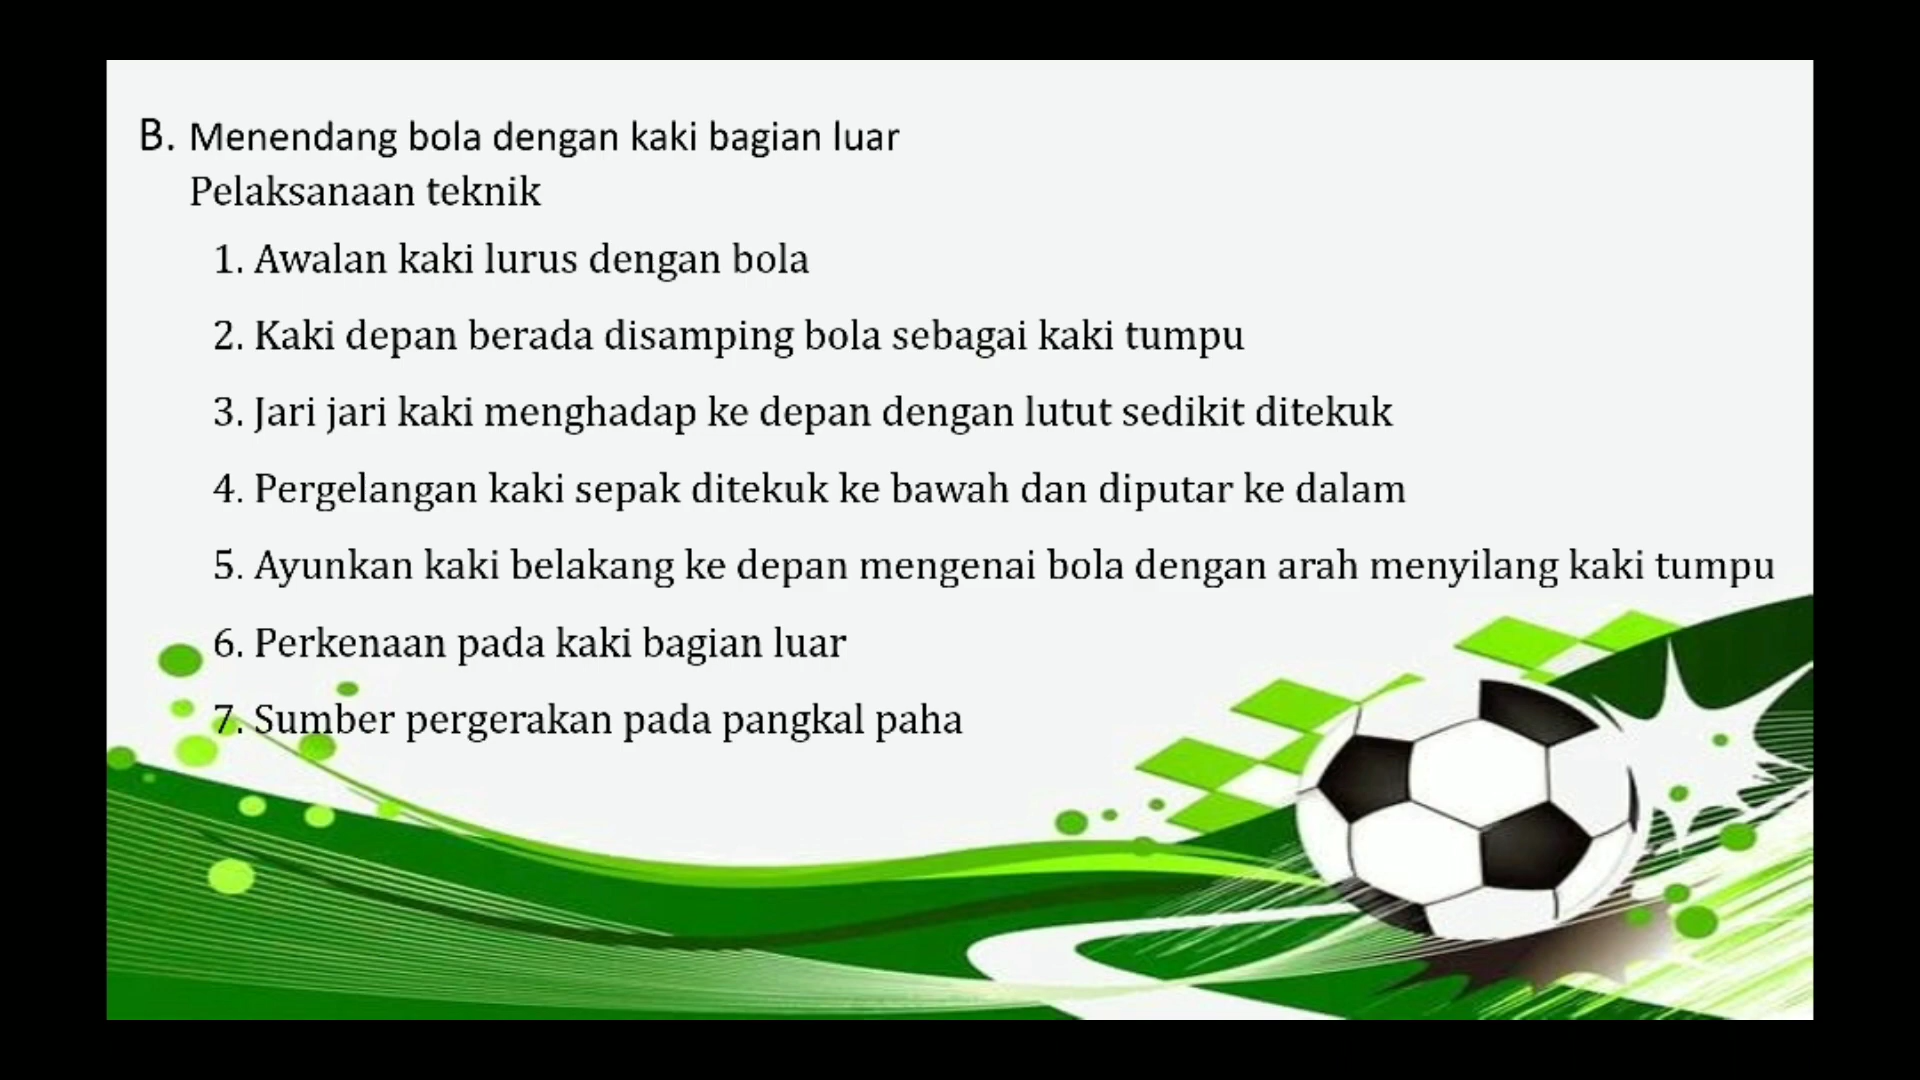 B. Menendang bola dengan kaki bagian luar
Pelaksanaan teknik
1. Awalan kaki lurus dengan bola
2. Kaki depan berada disamping bola sebagai kaki tumpu
3. Jari jari kaki menghadap ke depan dengan lutut sedikit ditekuk
4. Pergelangan kaki sepak ditekuk ke bawah dan diputar ke dalam
5. Ayunkan kaki belakang ke depan mengenai bola dengan arah menyilang kaki tumpu
6. Perkenaan pada kaki bagian luar
7. Sumber pergerakan pada pangkal paha